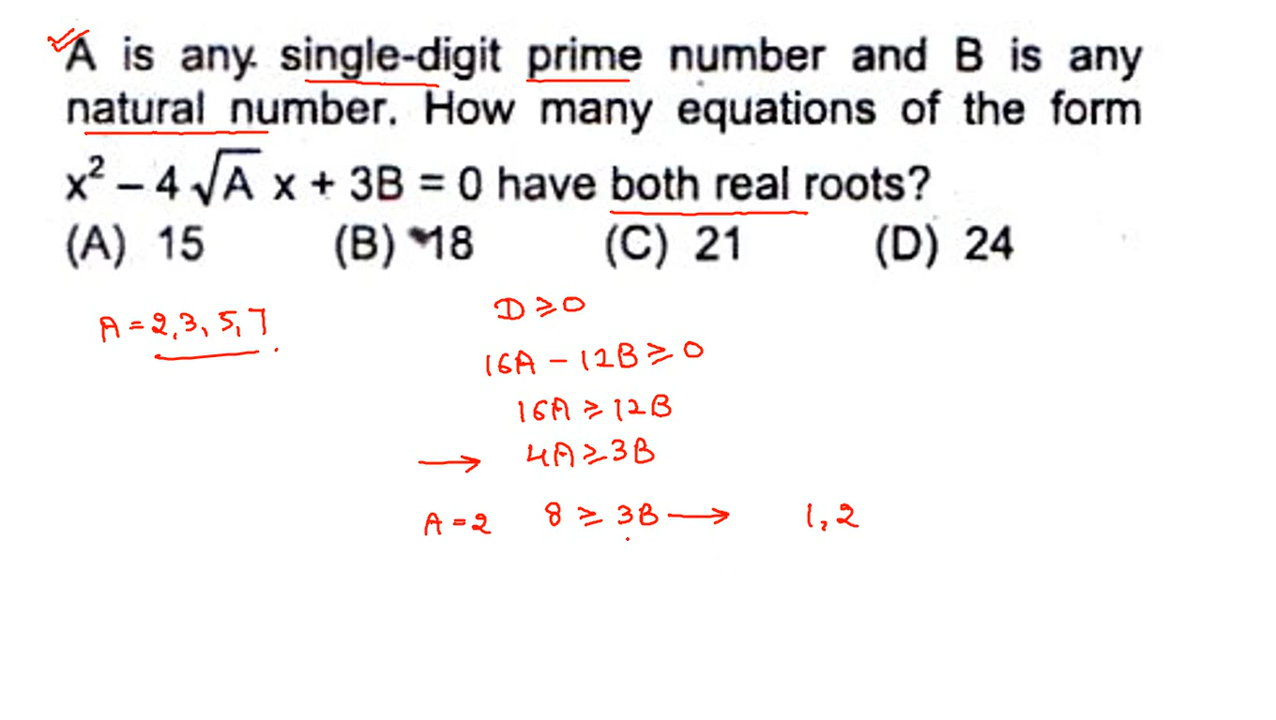 A is any single-digit prime number and B is any
natural number. How many equations of the form
x² – 4 √A x + 3B = 0 have both real roots?
(A) 15 (B) 18 (C) 21 (D) 24
A = 2, 3, 5, 7.
D ≥ 0
16A – 12B ≥ 0
16A ≥ 12B
→ 4A ≥ 3B
A = 2 8 ≥ 3B → 1, 2